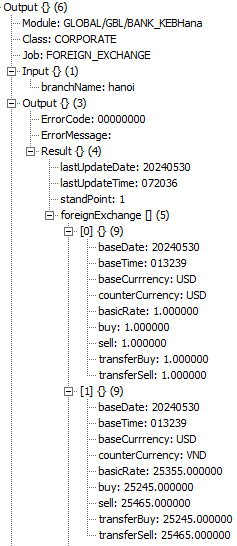 Output {} (6)
Module: GLOBAL/GBL/BANK_KEBHana
Class: CORPORATE
Job: FOREIGN_EXCHANGE
Input {} (1)
branchName: hanoi
Output {} (3)
ErrorCode: 00000000
ErrorMessage:
Result {} (4)
lastUpdateDate: 20240530
lastUpdateTime: 072036
standPoint: 1
foreignExchange [] (5)
[0] {} (9)
baseDate: 20240530
baseTime: 013239
baseCurrrency: USD
counterCurrency: USD
basicRate: 1.000000
buy: 1.000000
sell: 1.000000
transferBuy: 1.000000
transferSell: 1.000000
[1] {} (9)
baseDate: 20240530
baseTime: 013239
baseCurrrency: USD
counterCurrency: VND
basicRate: 25355.000000
buy: 25245.000000
sell: 25465.000000
transferBuy: 25245.000000
transferSell: 25465.000000